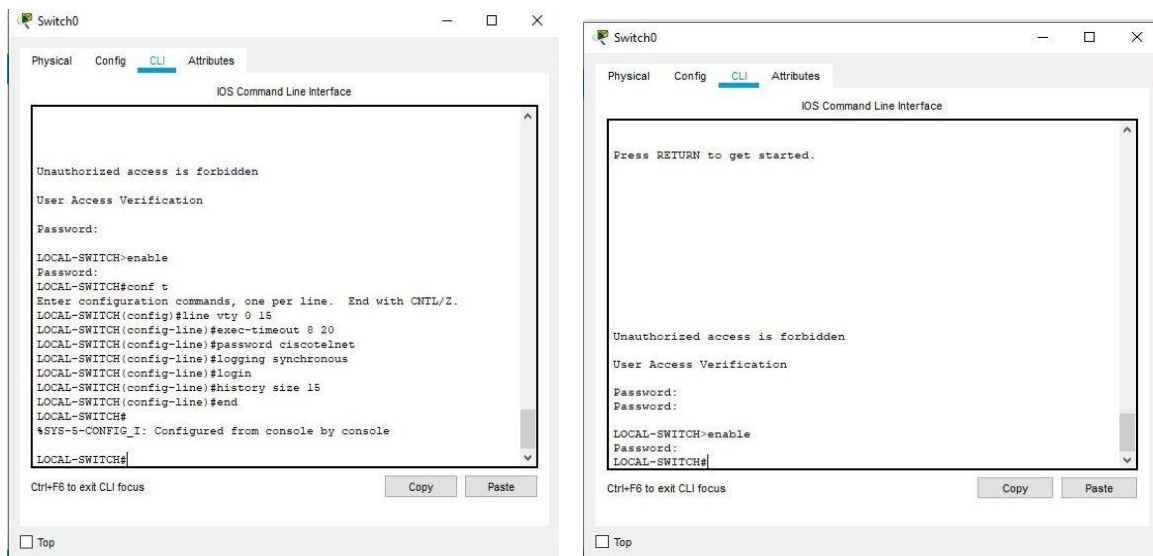 Switch0
Physical Config CLI Attributes
IOS Command Line Interface
Unauthorized access is forbidden
User Access Verification
Password:
LOCAL-SWITCH>enable
Password:
LOCAL-SWITCH#conf t
Enter configuration commands, one per line.  End with CNTL/Z.
LOCAL-SWITCH(config)#line vty 0 15
LOCAL-SWITCH(config-line)#exec-timeout 8 20
LOCAL-SWITCH(config-line)#password ciscotelnet
LOCAL-SWITCH(config-line)#logging synchronous
LOCAL-SWITCH(config-line)#login
LOCAL-SWITCH(config-line)#history size 15
LOCAL-SWITCH(config-line)#end
LOCAL-SWITCH#
%SYS-5-CONFIG_I: Configured from console by console
LOCAL-SWITCH#
Ctrl+F6 to exit CLI focus Copy Paste
Top
Switch0
Physical Config CLI Attributes
IOS Command Line Interface
Press RETURN to get started.
Unauthorized access is forbidden
User Access Verification
Password:
Password:
LOCAL-SWITCH>enable
Password:
LOCAL-SWITCH#
Ctrl+F6 to exit CLI focus Copy Paste
Top